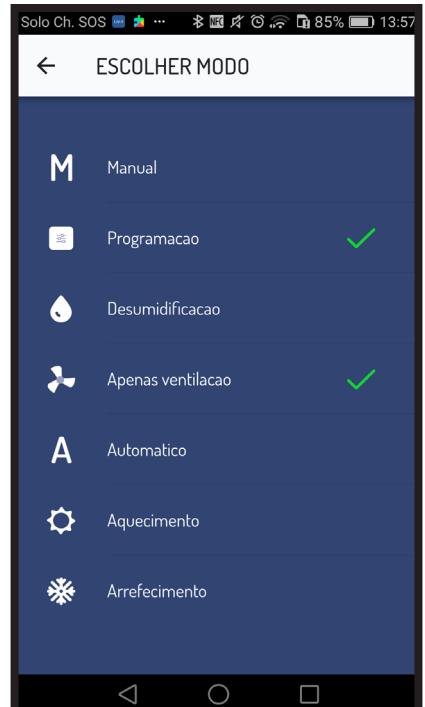 Solo Ch. SOS 85% 13:57
ESCOLHER MODO
M Manual
Programacao
Desumidificacao
Apenas ventilacao
A Automatico
Aquecimento
Arrefecimento